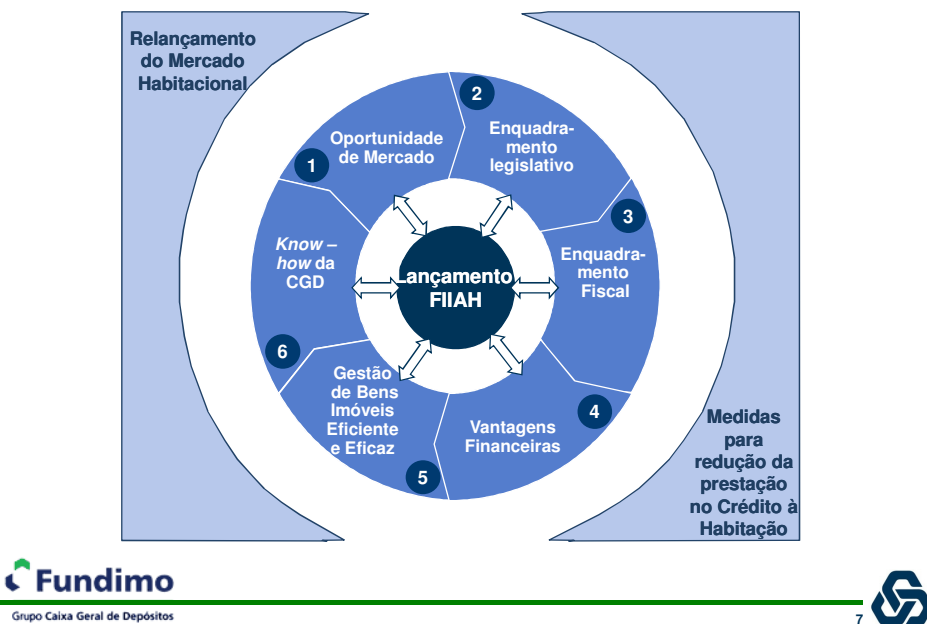 Relançamento
do Mercado
Habitacional
1
Oportunidade
de Mercado
2
Enquadra-
mento
legislativo
3
Enquadra-
mento
Fiscal
4
Vantagens
Financeiras
5
Gestão
de Bens
Imóveis
Eficiente
e Eficaz
6
Know –
how da
CGD
Lançamento
FIIAH
Medidas
para
redução da
prestação
no Crédito à
Habitação
Fundimo
Grupo Caixa Geral de Depósitos
7